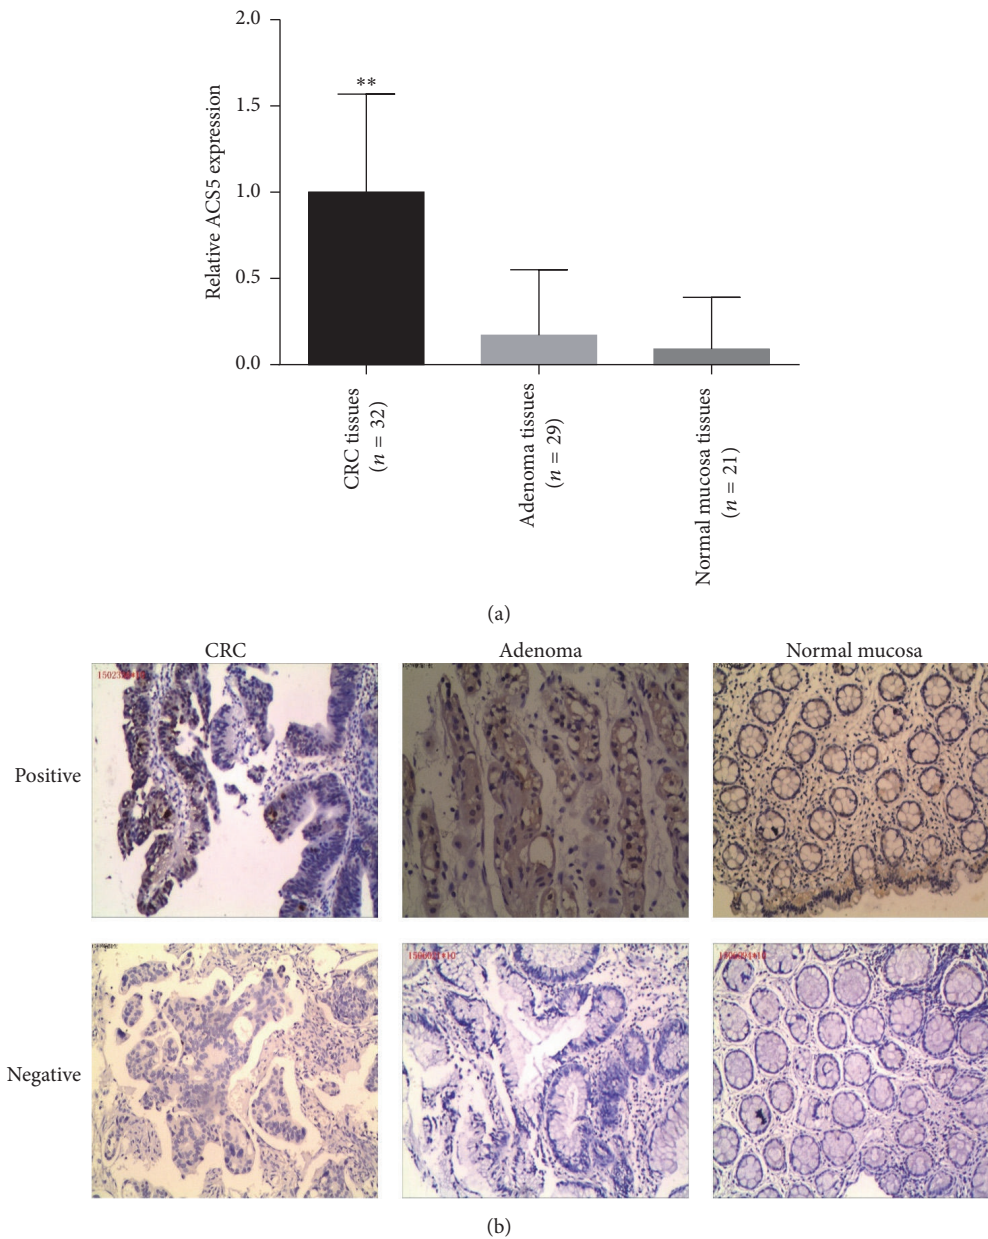 2.0
1.5
1.0
0.5
0.0
Relative ACS5 expression
**
CRC tissues
(n = 32)
Adenoma tissues
(n = 29)
Normal mucosa tissues
(n = 21)
(a)
CRC
Adenoma
Normal mucosa
Positive
Negative
(b)